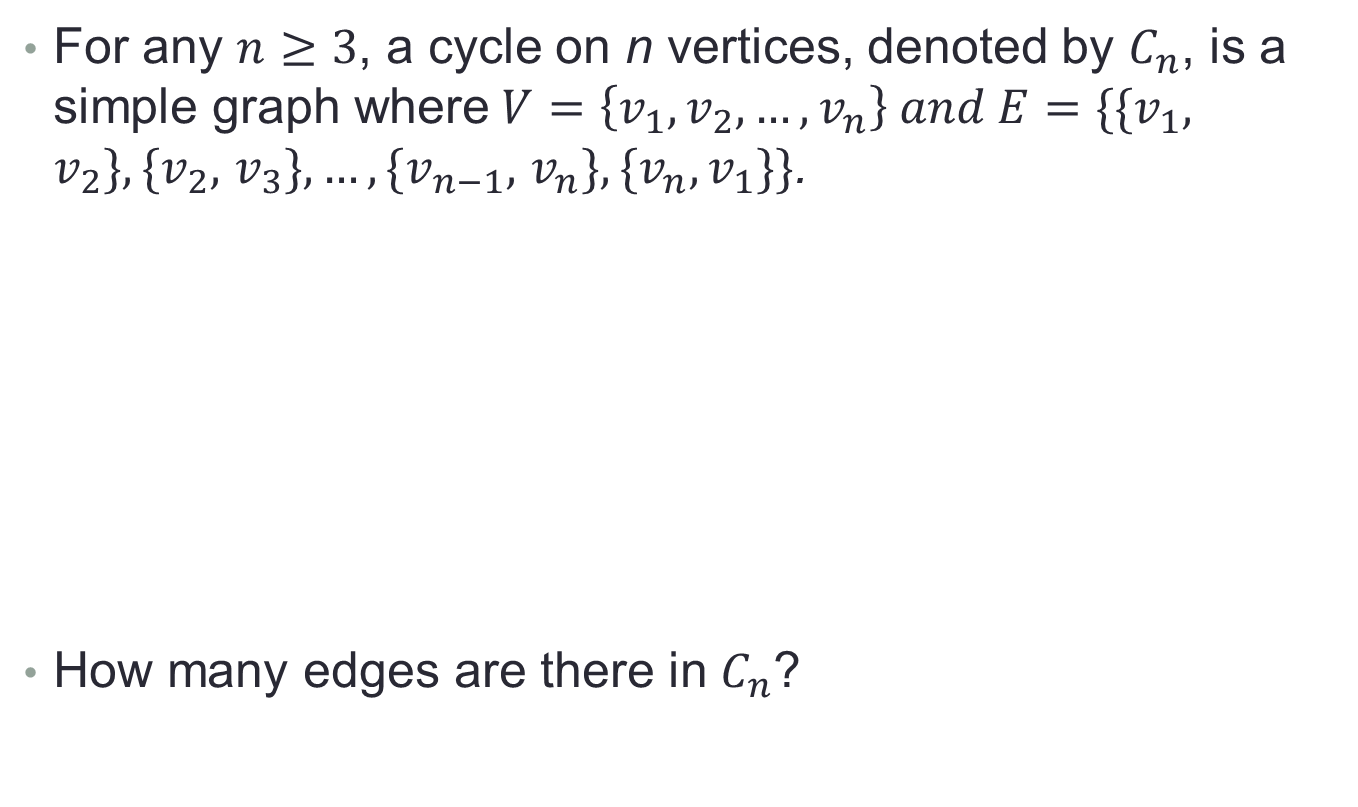 • For any n ≥ 3, a cycle on n vertices, denoted by Cₙ, is a
simple graph where V = {v₁, v₂, … , vₙ} and E = {{v₁,
v₂}, {v₂, v₃}, … , {vₙ₋₁, vₙ}, {vₙ, v₁}}.
• How many edges are there in Cₙ?